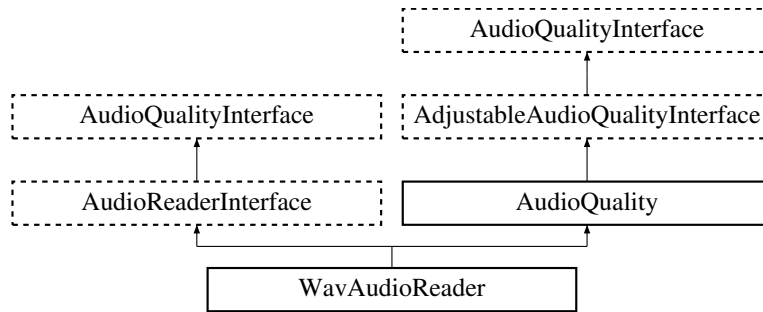 AudioQualityInterface
AudioQualityInterface
AdjustableAudioQualityInterface
AudioReaderInterface
AudioQuality
WavAudioReader